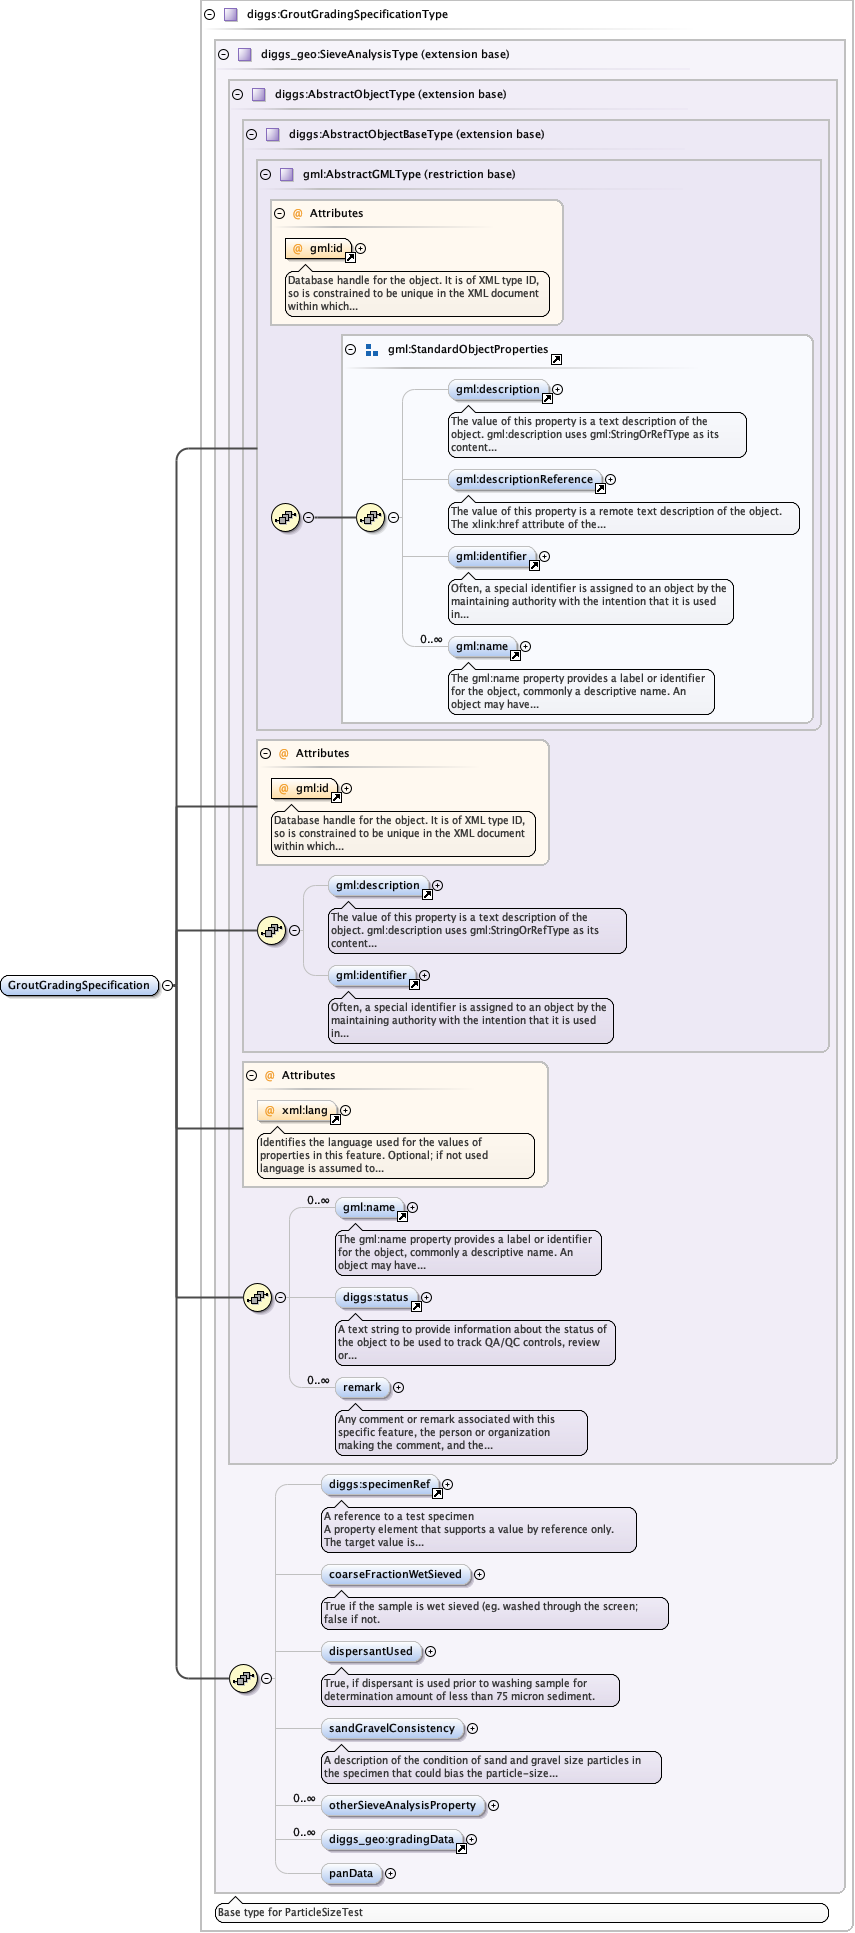 diggs:GroutGradingSpecificationType
diggs_geo:SieveAnalysisType (extension base)
diggs:AbstractObjectType (extension base)
diggs:AbstractObjectBaseType (extension base)
gml:AbstractGMLType (restriction base)
@ Attributes
@ gml:id
Database handle for the object. It is of XML type ID,
so is constrained to be unique in the XML document
within which...
gml:StandardObjectProperties
gml:description
The value of this property is a text description of the
object. gml:description uses gml:StringOrRefType as its
content...
gml:descriptionReference
The value of this property is a remote text description of the object.
The xlink:href attribute of the...
gml:identifier
Often, a special identifier is assigned to an object by the
maintaining authority with the intention that it is used
in...
0..∞
gml:name
The gml:name property provides a label or identifier
for the object, commonly a descriptive name. An
object may have...
@ Attributes
@ gml:id
Database handle for the object. It is of XML type ID,
so is constrained to be unique in the XML document
within which...
gml:description
The value of this property is a text description of the
object. gml:description uses gml:StringOrRefType as its
content...
gml:identifier
Often, a special identifier is assigned to an object by the
maintaining authority with the intention that it is used
in...
GroutGradingSpecification
@ Attributes
@ xml:lang
Identifies the language used for the values of
properties in this feature. Optional; if not used
language is assumed to...
0..∞
gml:name
The gml:name property provides a label or identifier
for the object, commonly a descriptive name. An
object may have...
diggs:status
A text string to provide information about the status of
the object to be used to track QA/QC controls, review
or...
0..∞
remark
Any comment or remark associated with this
specific feature, the person or organization
making the comment, and the...
diggs:specimenRef
A reference to a test specimen
A property element that supports a value by reference only.
The target value is...
coarseFractionWetSieved
True if the sample is wet sieved (eg. washed through the screen;
false if not.
dispersantUsed
True, if dispersant is used prior to washing sample for
determination amount of less than 75 micron sediment.
sandGravelConsistency
A description of the condition of sand and gravel size particles in
the specimen that could bias the particle-size...
0..∞
otherSieveAnalysisProperty
0..∞
diggs_geo:gradingData
panData
Base type for ParticleSizeTest